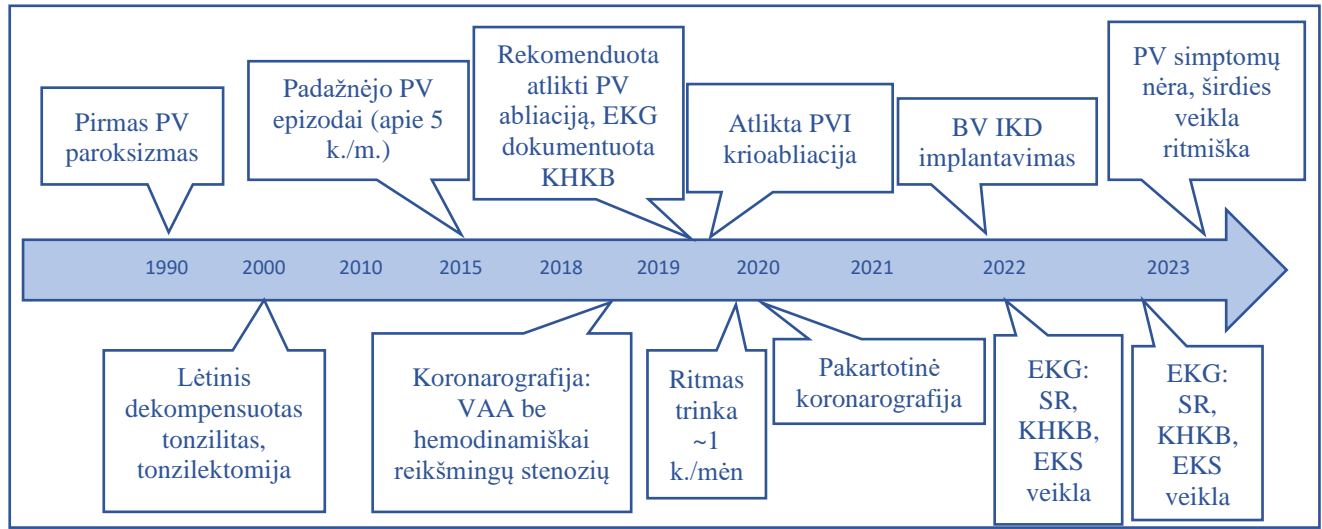 Pirmas PV
paroksizmas
Padažnėjo PV
epizodai (apie 5
k./m.)
Rekomenduota
atlikti PV
abliaciją, EKG
dokumentuota
KHKB
Atlikta PVI
krioabliacija
BV IKD
implantavimas
PV simptomų
nėra, širdies
veikla
ritmiška
1990
2000
2010
2015
2018
2019
2020
2021
2022
2023
Lėtinis
dekompensuotas
tonzilitas,
tonzilektomija
Koronarografija:
VAA be
hemodinamiškai
reikšmingų stenozių
Ritmas
trinka
~1
k./mėn
Pakartotinė
koronarografija
EKG:
SR,
KHKB,
EKS
veikla
EKG:
SR,
KHKB,
EKS
veikla